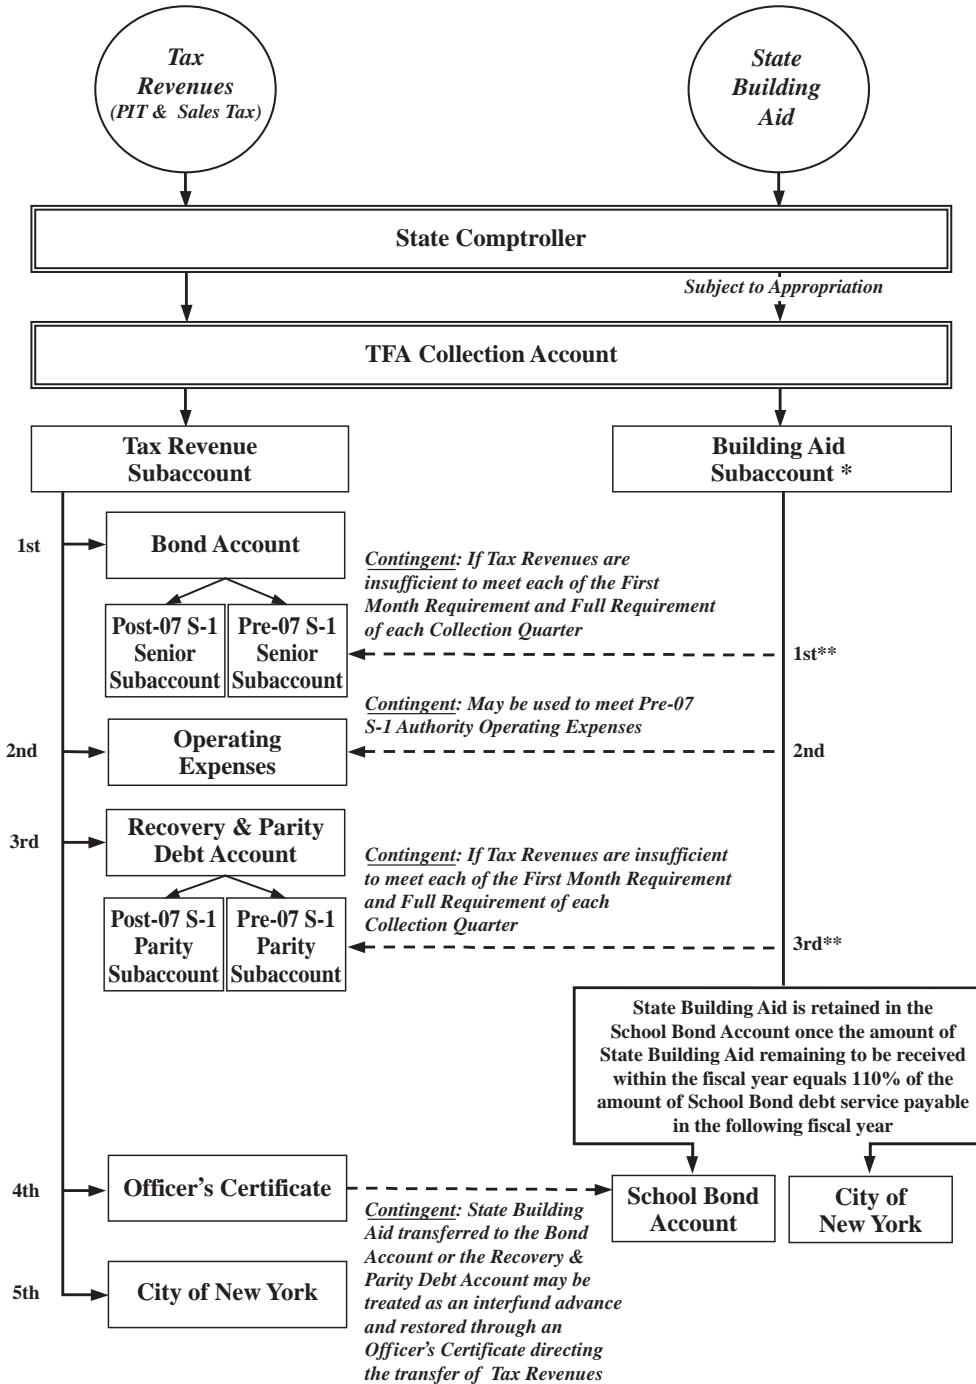 Tax
Revenues
(PIT & Sales Tax)
State
Building
Aid
State Comptroller
Subject to Appropriation
TFA Collection Account
Tax Revenue
Subaccount
Building Aid
Subaccount *
1st
Bond Account
Contingent: If Tax Revenues are
insufficient to meet each of the First
Month Requirement and Full Requirement
of each Collection Quarter
Post-07 S-1
Senior
Subaccount
Pre-07 S-1
Senior
Subaccount
1st**
Contingent: May be used to meet Pre-07
S-1 Authority Operating Expenses
2nd
Operating
Expenses
2nd
3rd
Recovery & Parity
Debt Account
Contingent: If Tax Revenues are insufficient
to meet each of the First Month Requirement
and Full Requirement of each
Collection Quarter
Post-07 S-1
Parity
Subaccount
Pre-07 S-1
Parity
Subaccount
3rd**
State Building Aid is retained in the
School Bond Account once the amount of
State Building Aid remaining to be received
within the fiscal year equals 110% of the
amount of School Bond debt service payable
in the following fiscal year
4th
Officer's Certificate
School Bond
Account
City of
New York
Contingent: State Building
Aid transferred to the Bond
Account or the Recovery &
Parity Debt Account may be
treated as an interfund advance
and restored through an
Officer's Certificate directing
the transfer of Tax Revenues
5th
City of New York